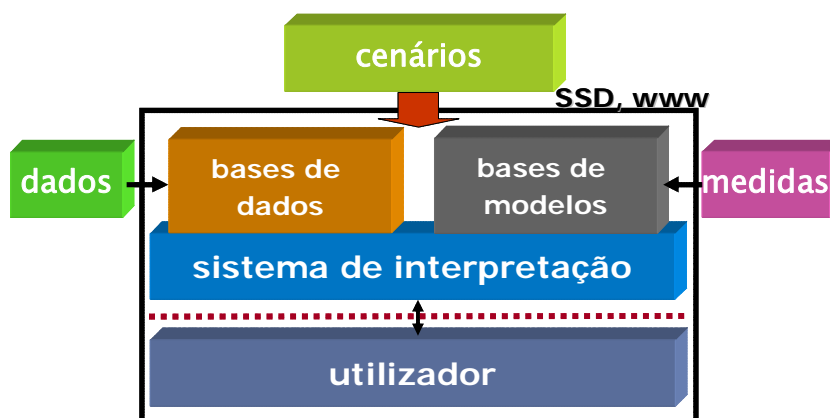 cenários
SSD, www
dados
bases de
dados
bases de
modelos
medidas
sistema de interpretação
utilizador